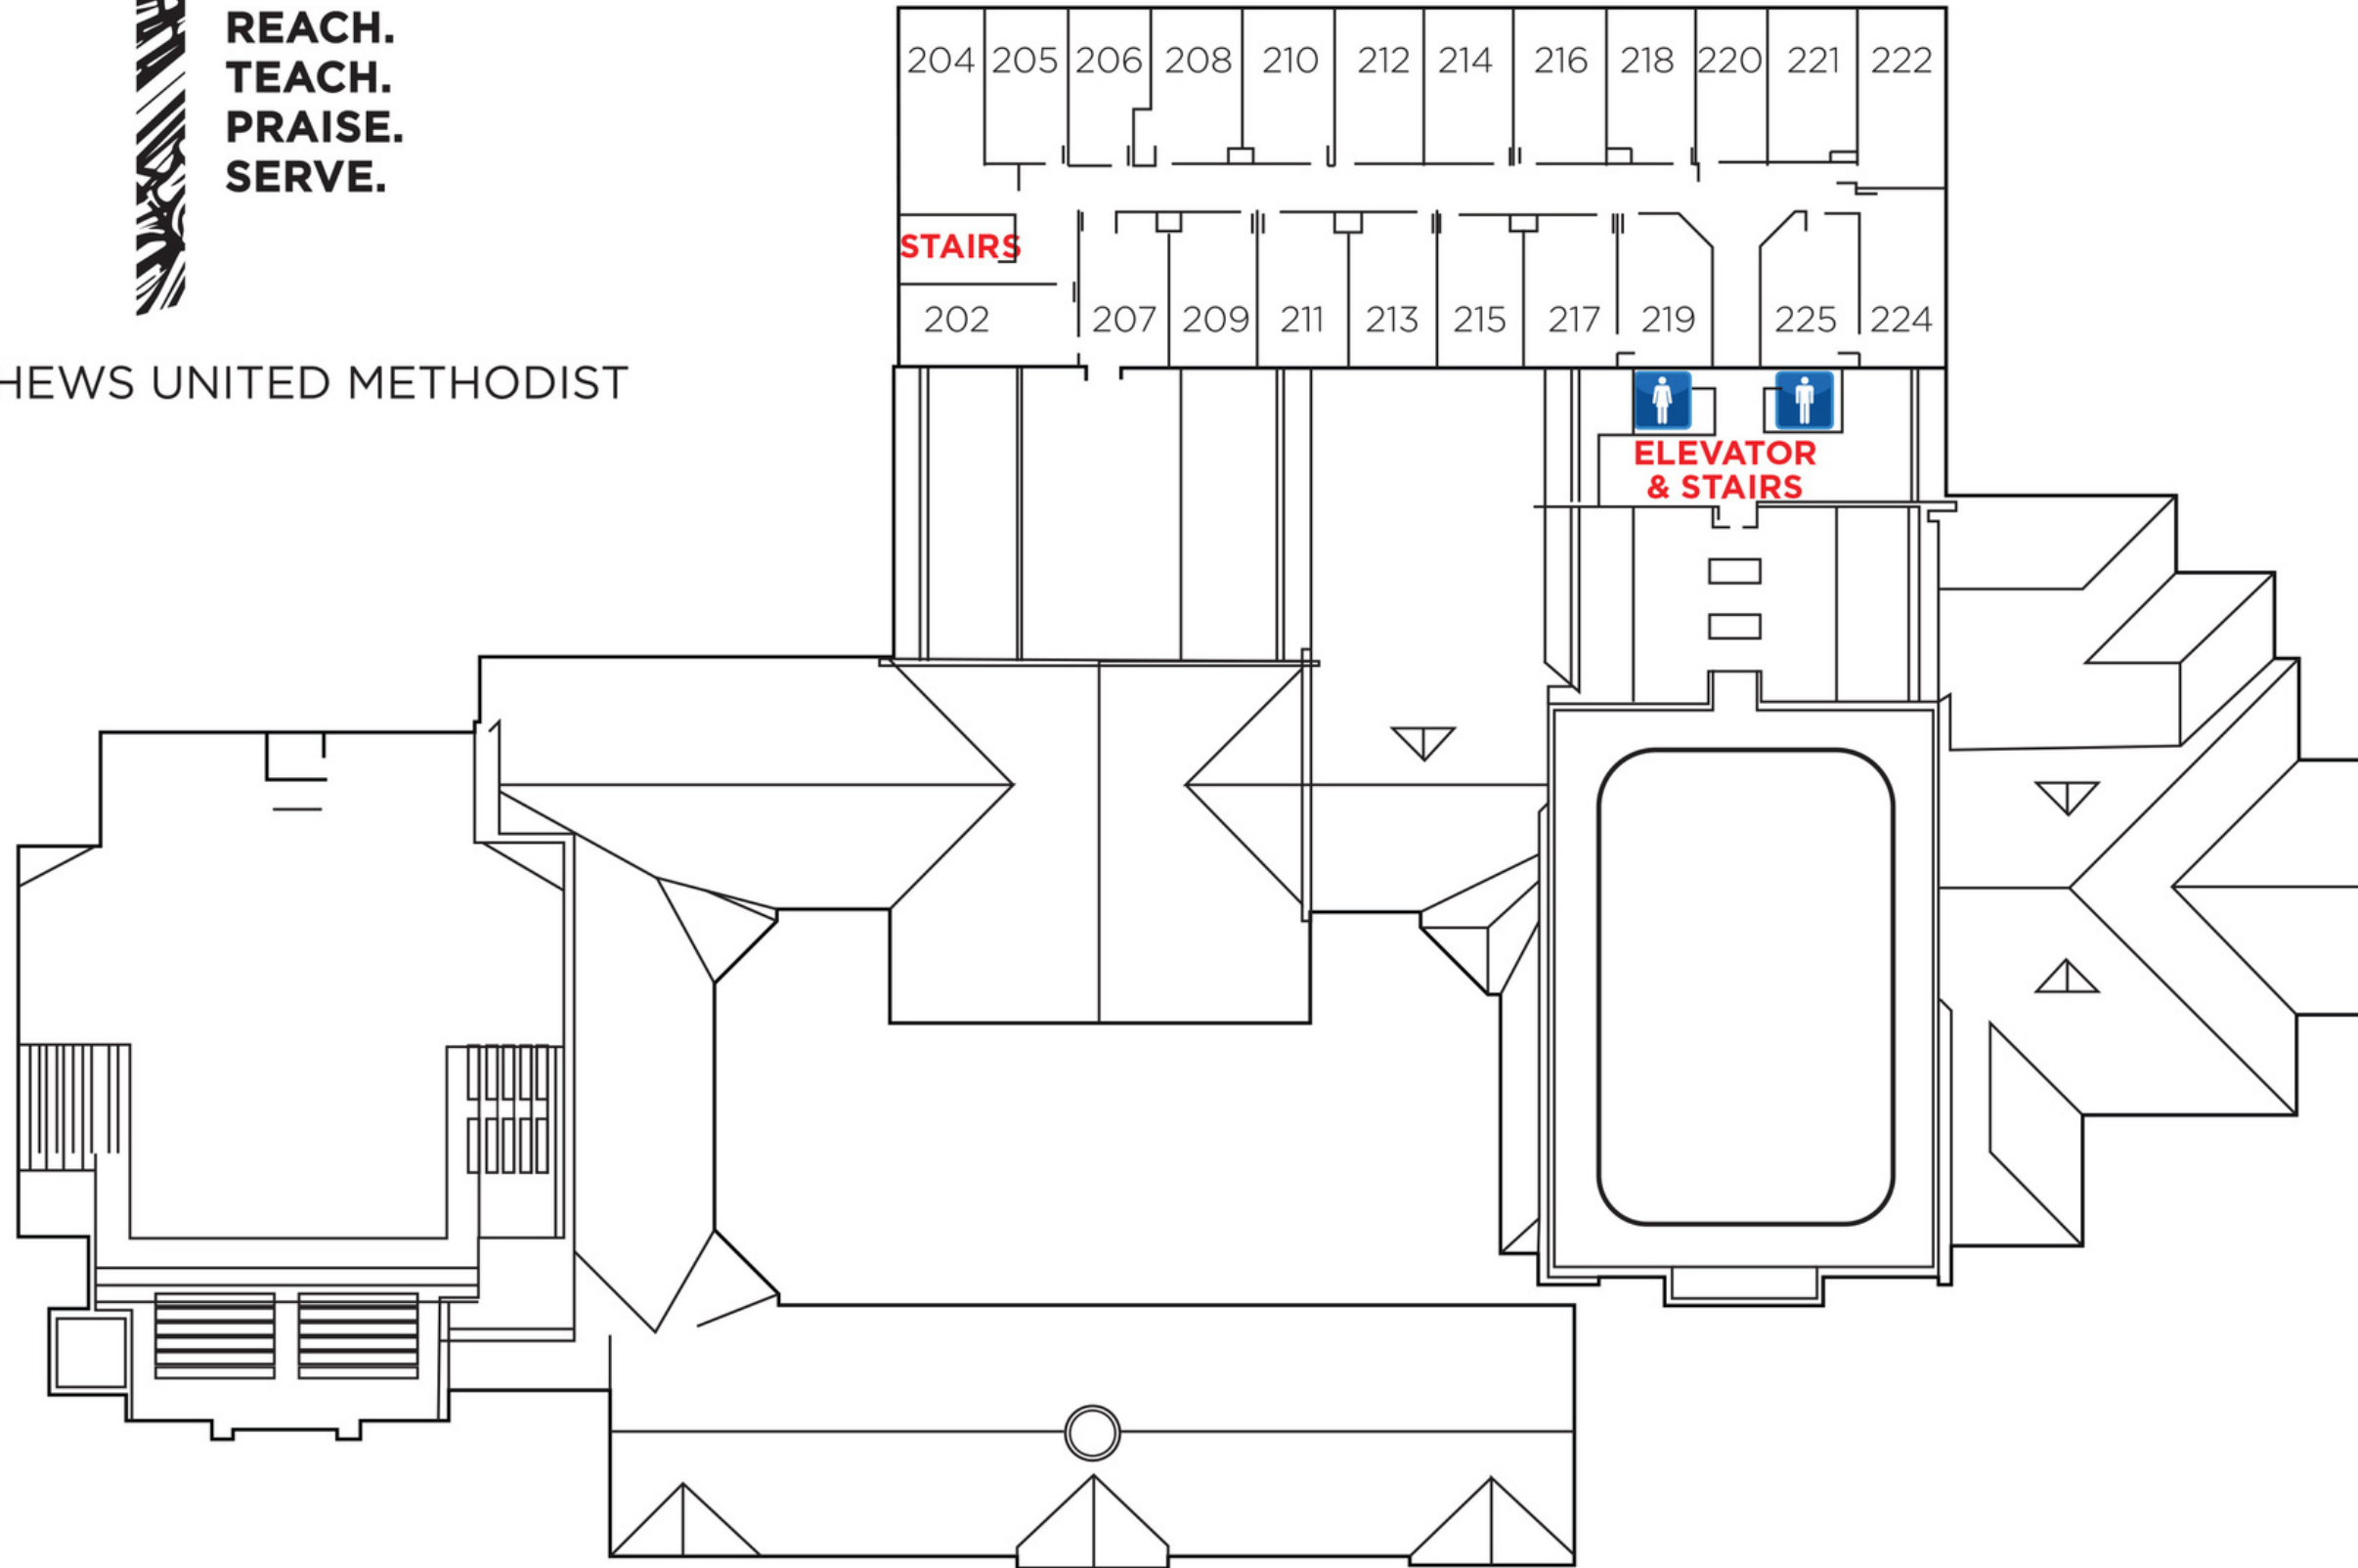 REACH.
TEACH.
PRAISE.
SERVE.
HEWS UNITED METHODIST
204 205 206 208 210 212 214 216 218 220 221 222
STAIRS
202 207 209 211 213 215 217 219 225 224
ELEVATOR
& STAIRS